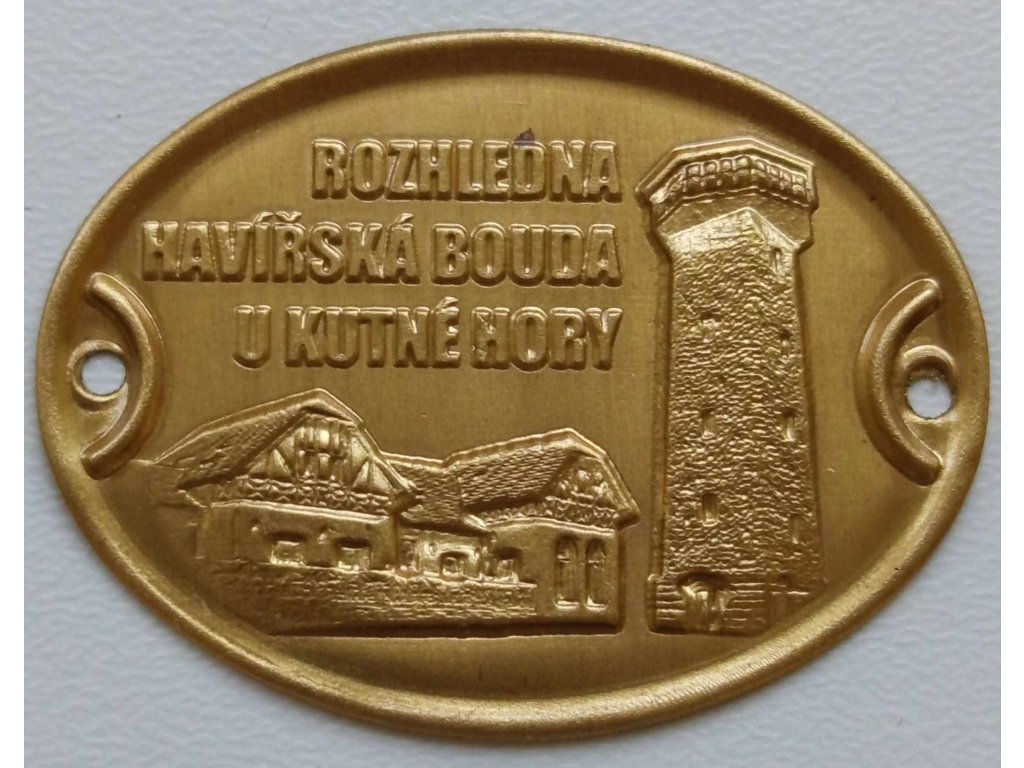 ROZHLEDNA
HAVÍŘSKÁ BOUDA
U KUTNÉ HORY